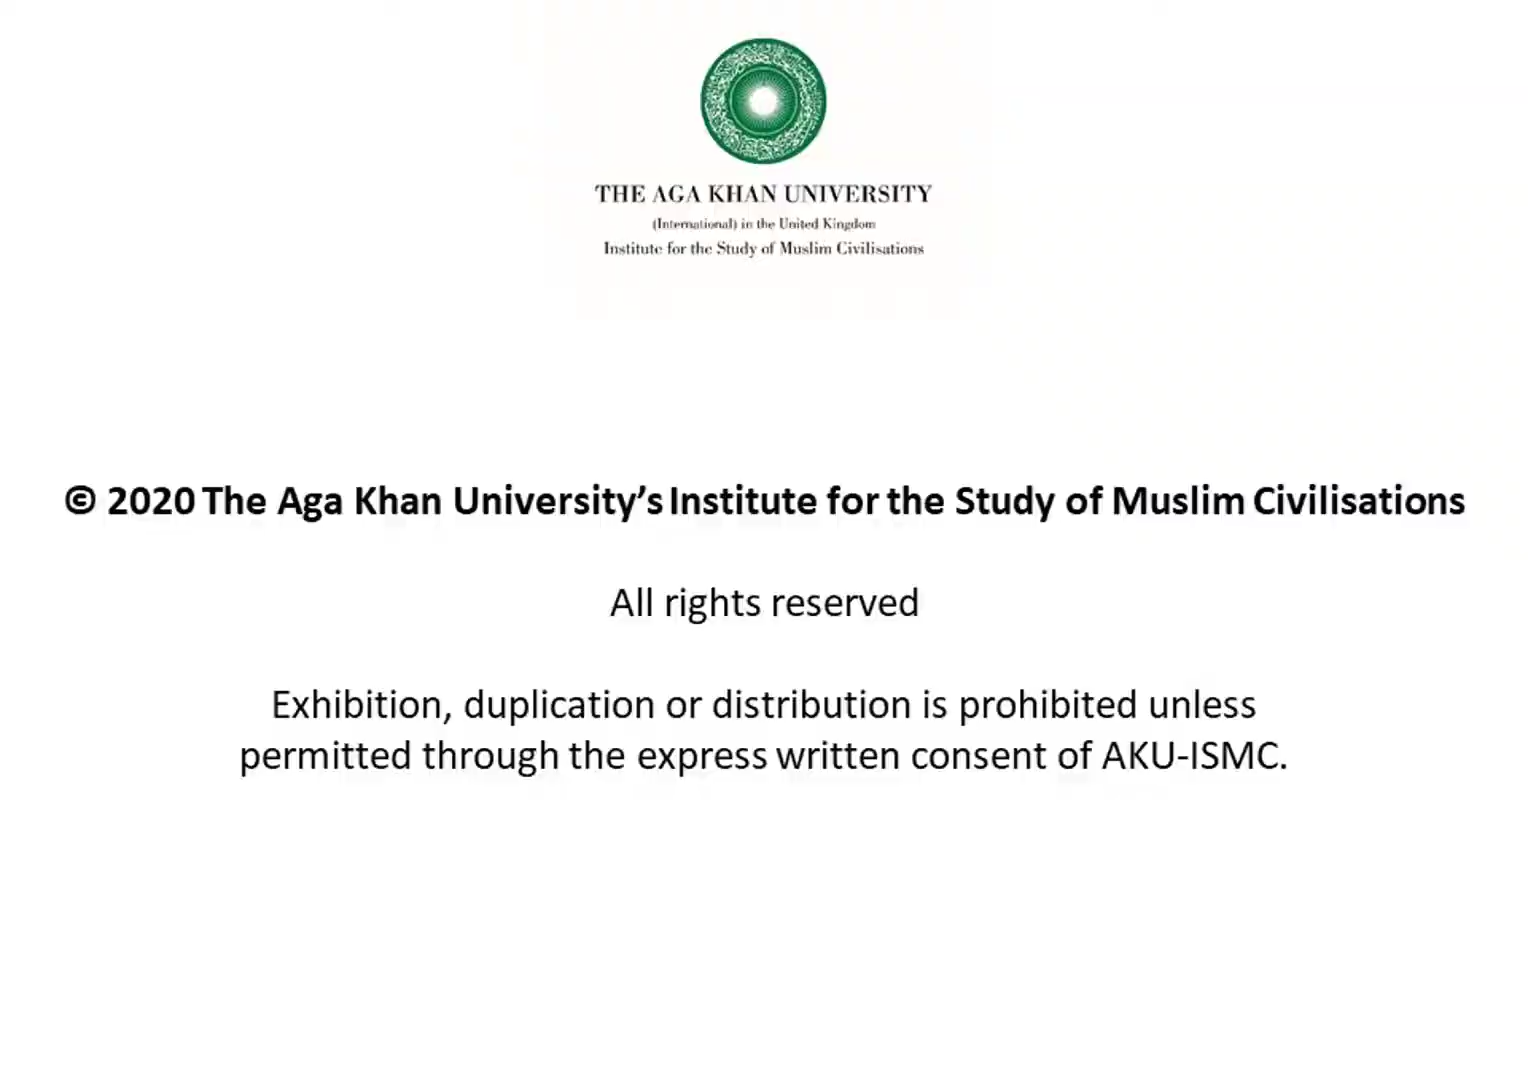 THE AGA KHAN UNIVERSITY
(International) in the United Kingdom
Institute for the Study of Muslim Civilisations
© 2020 The Aga Khan University’s Institute for the Study of Muslim Civilisations
All rights reserved
Exhibition, duplication or distribution is prohibited unless
permitted through the express written consent of AKU-ISMC.